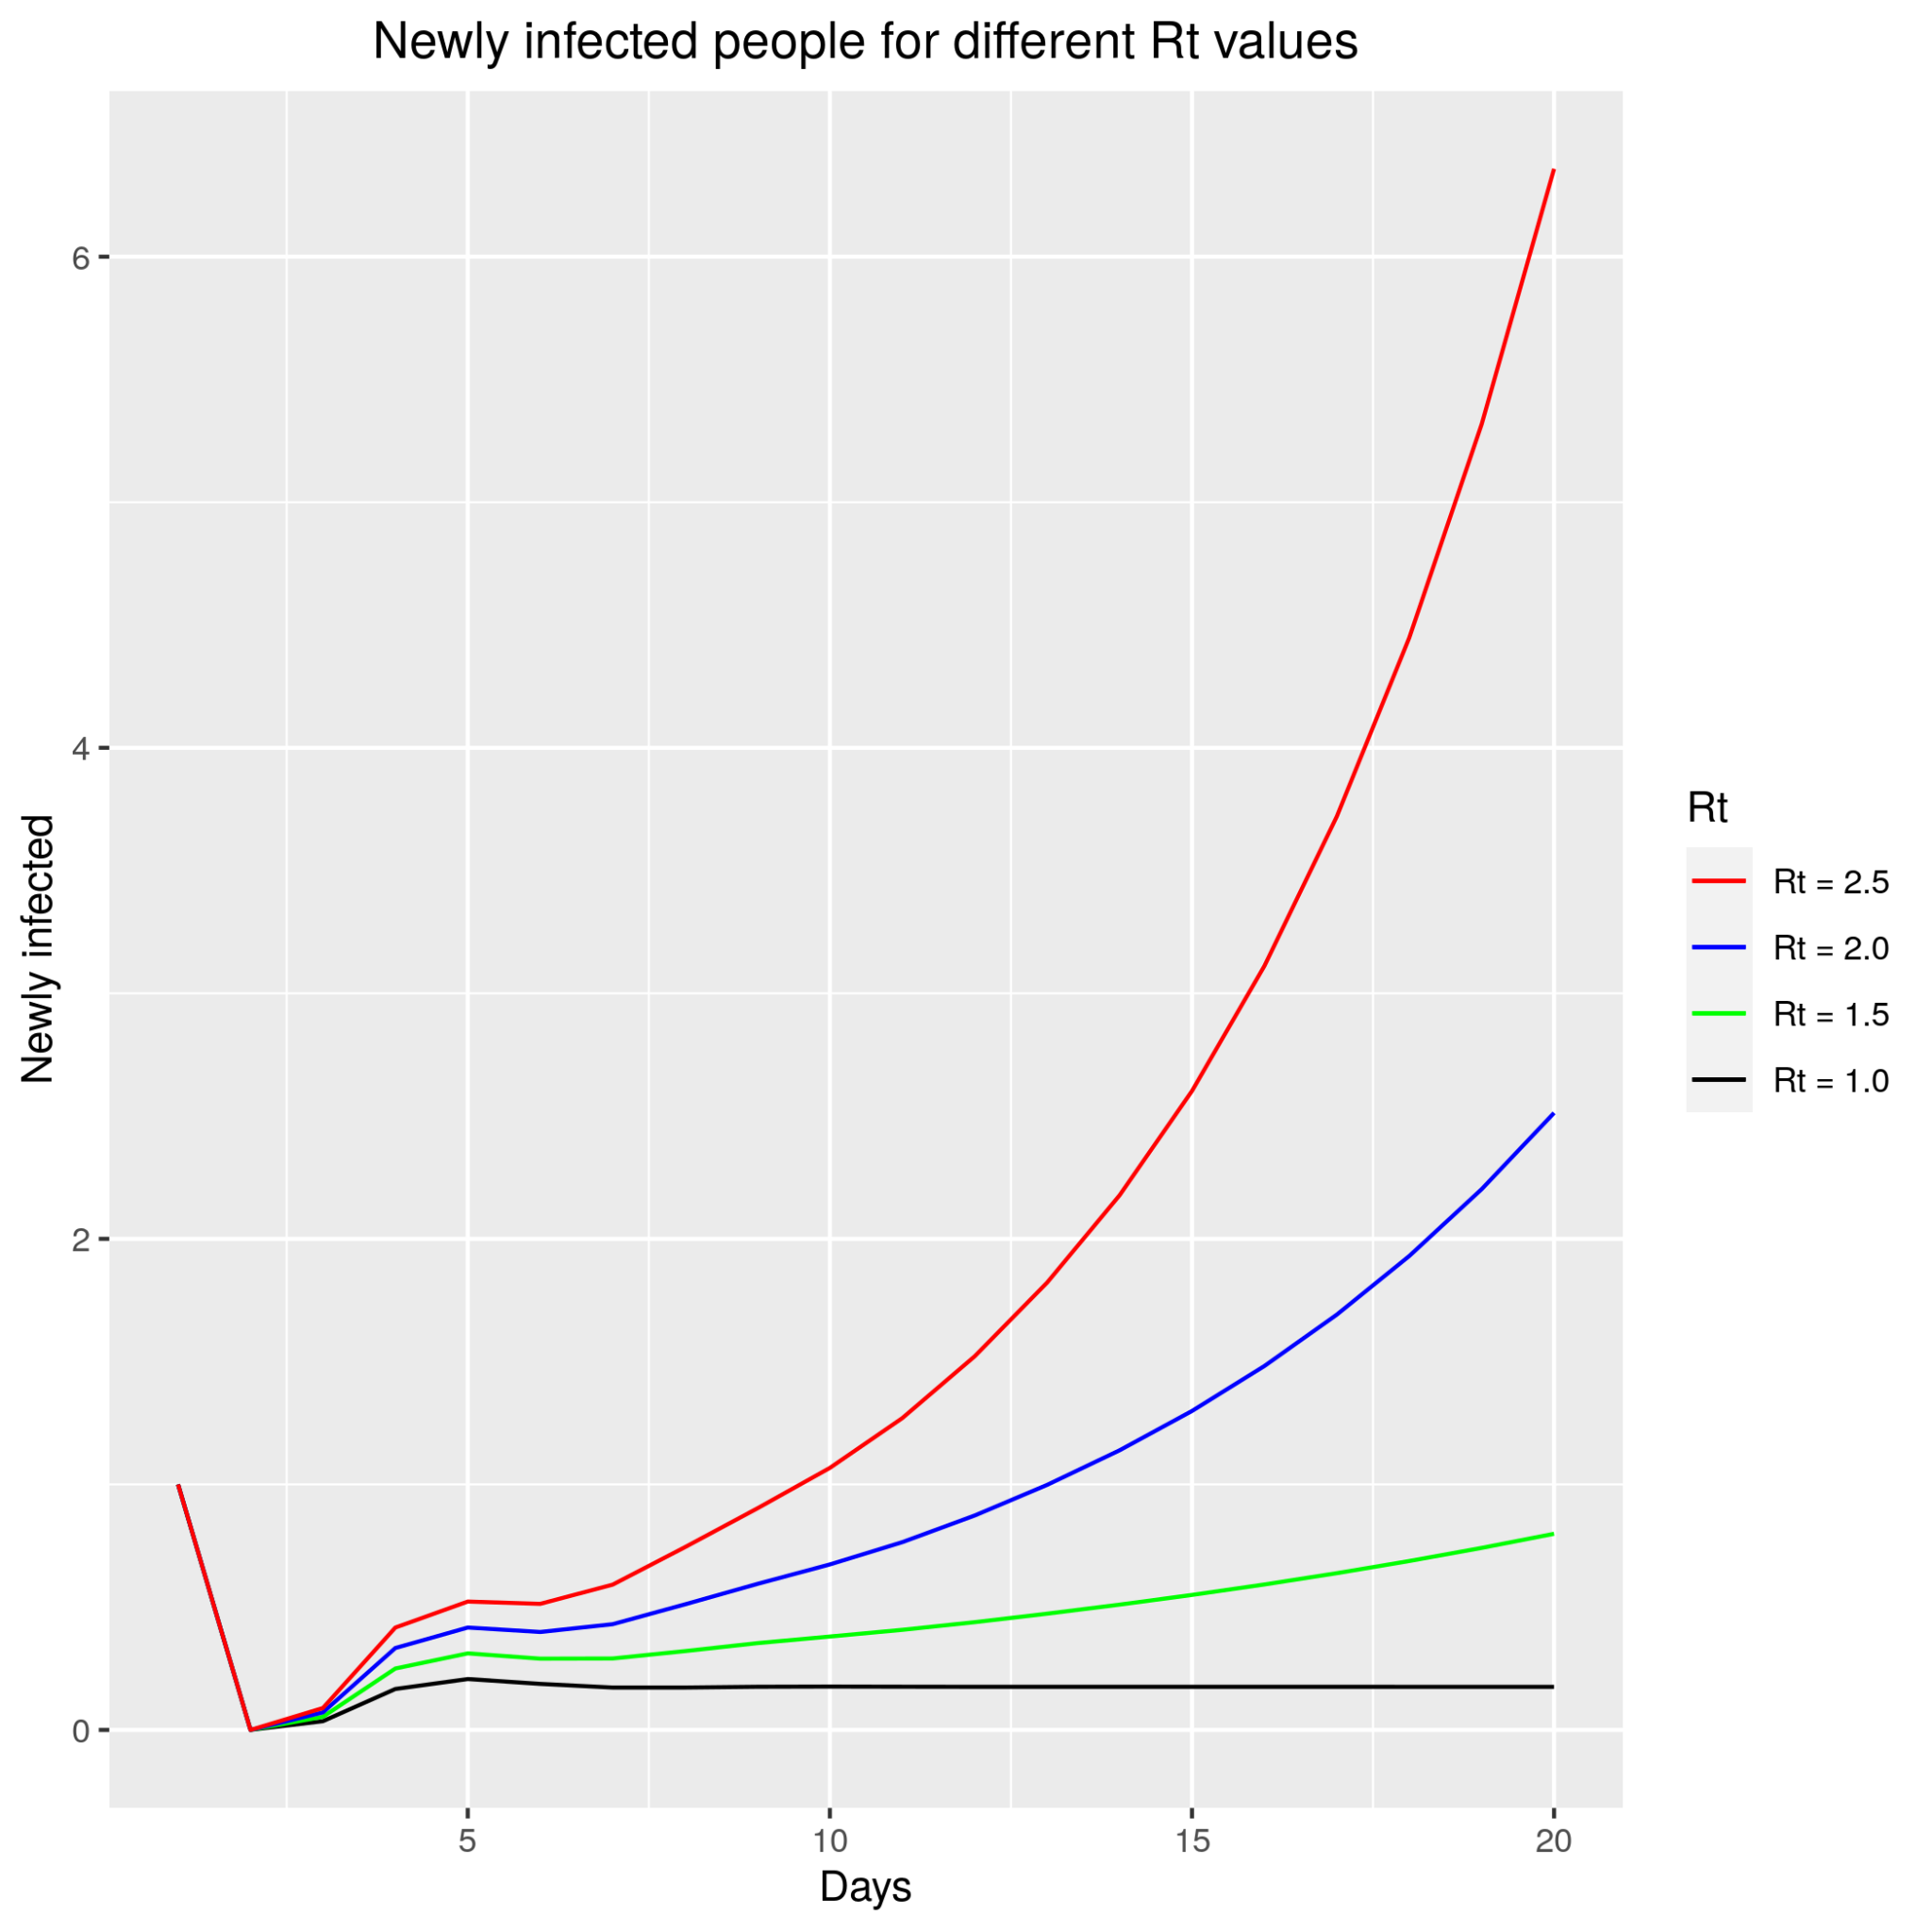 Newly infected people for different Rt values
Newly infected
6
4
2
0
5
10
15
20
Days
Rt
Rt = 2.5
Rt = 2.0
Rt = 1.5
Rt = 1.0